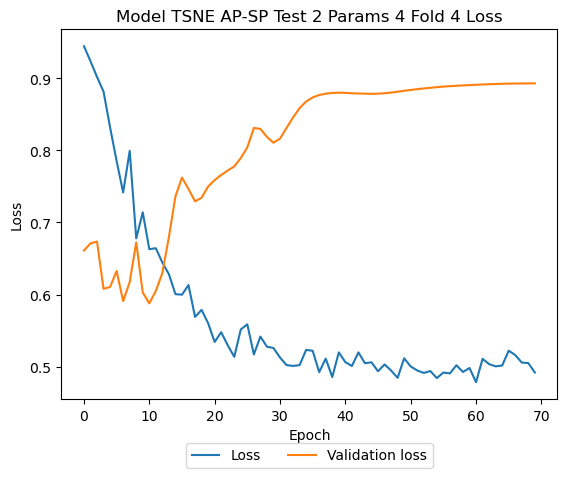 Model TSNE AP-SP Test 2 Params 4 Fold 4 Loss
Loss
0.9
0.8
0.7
0.6
0.5
0 10 20 30 40 50 60 70
Epoch
Loss Validation loss